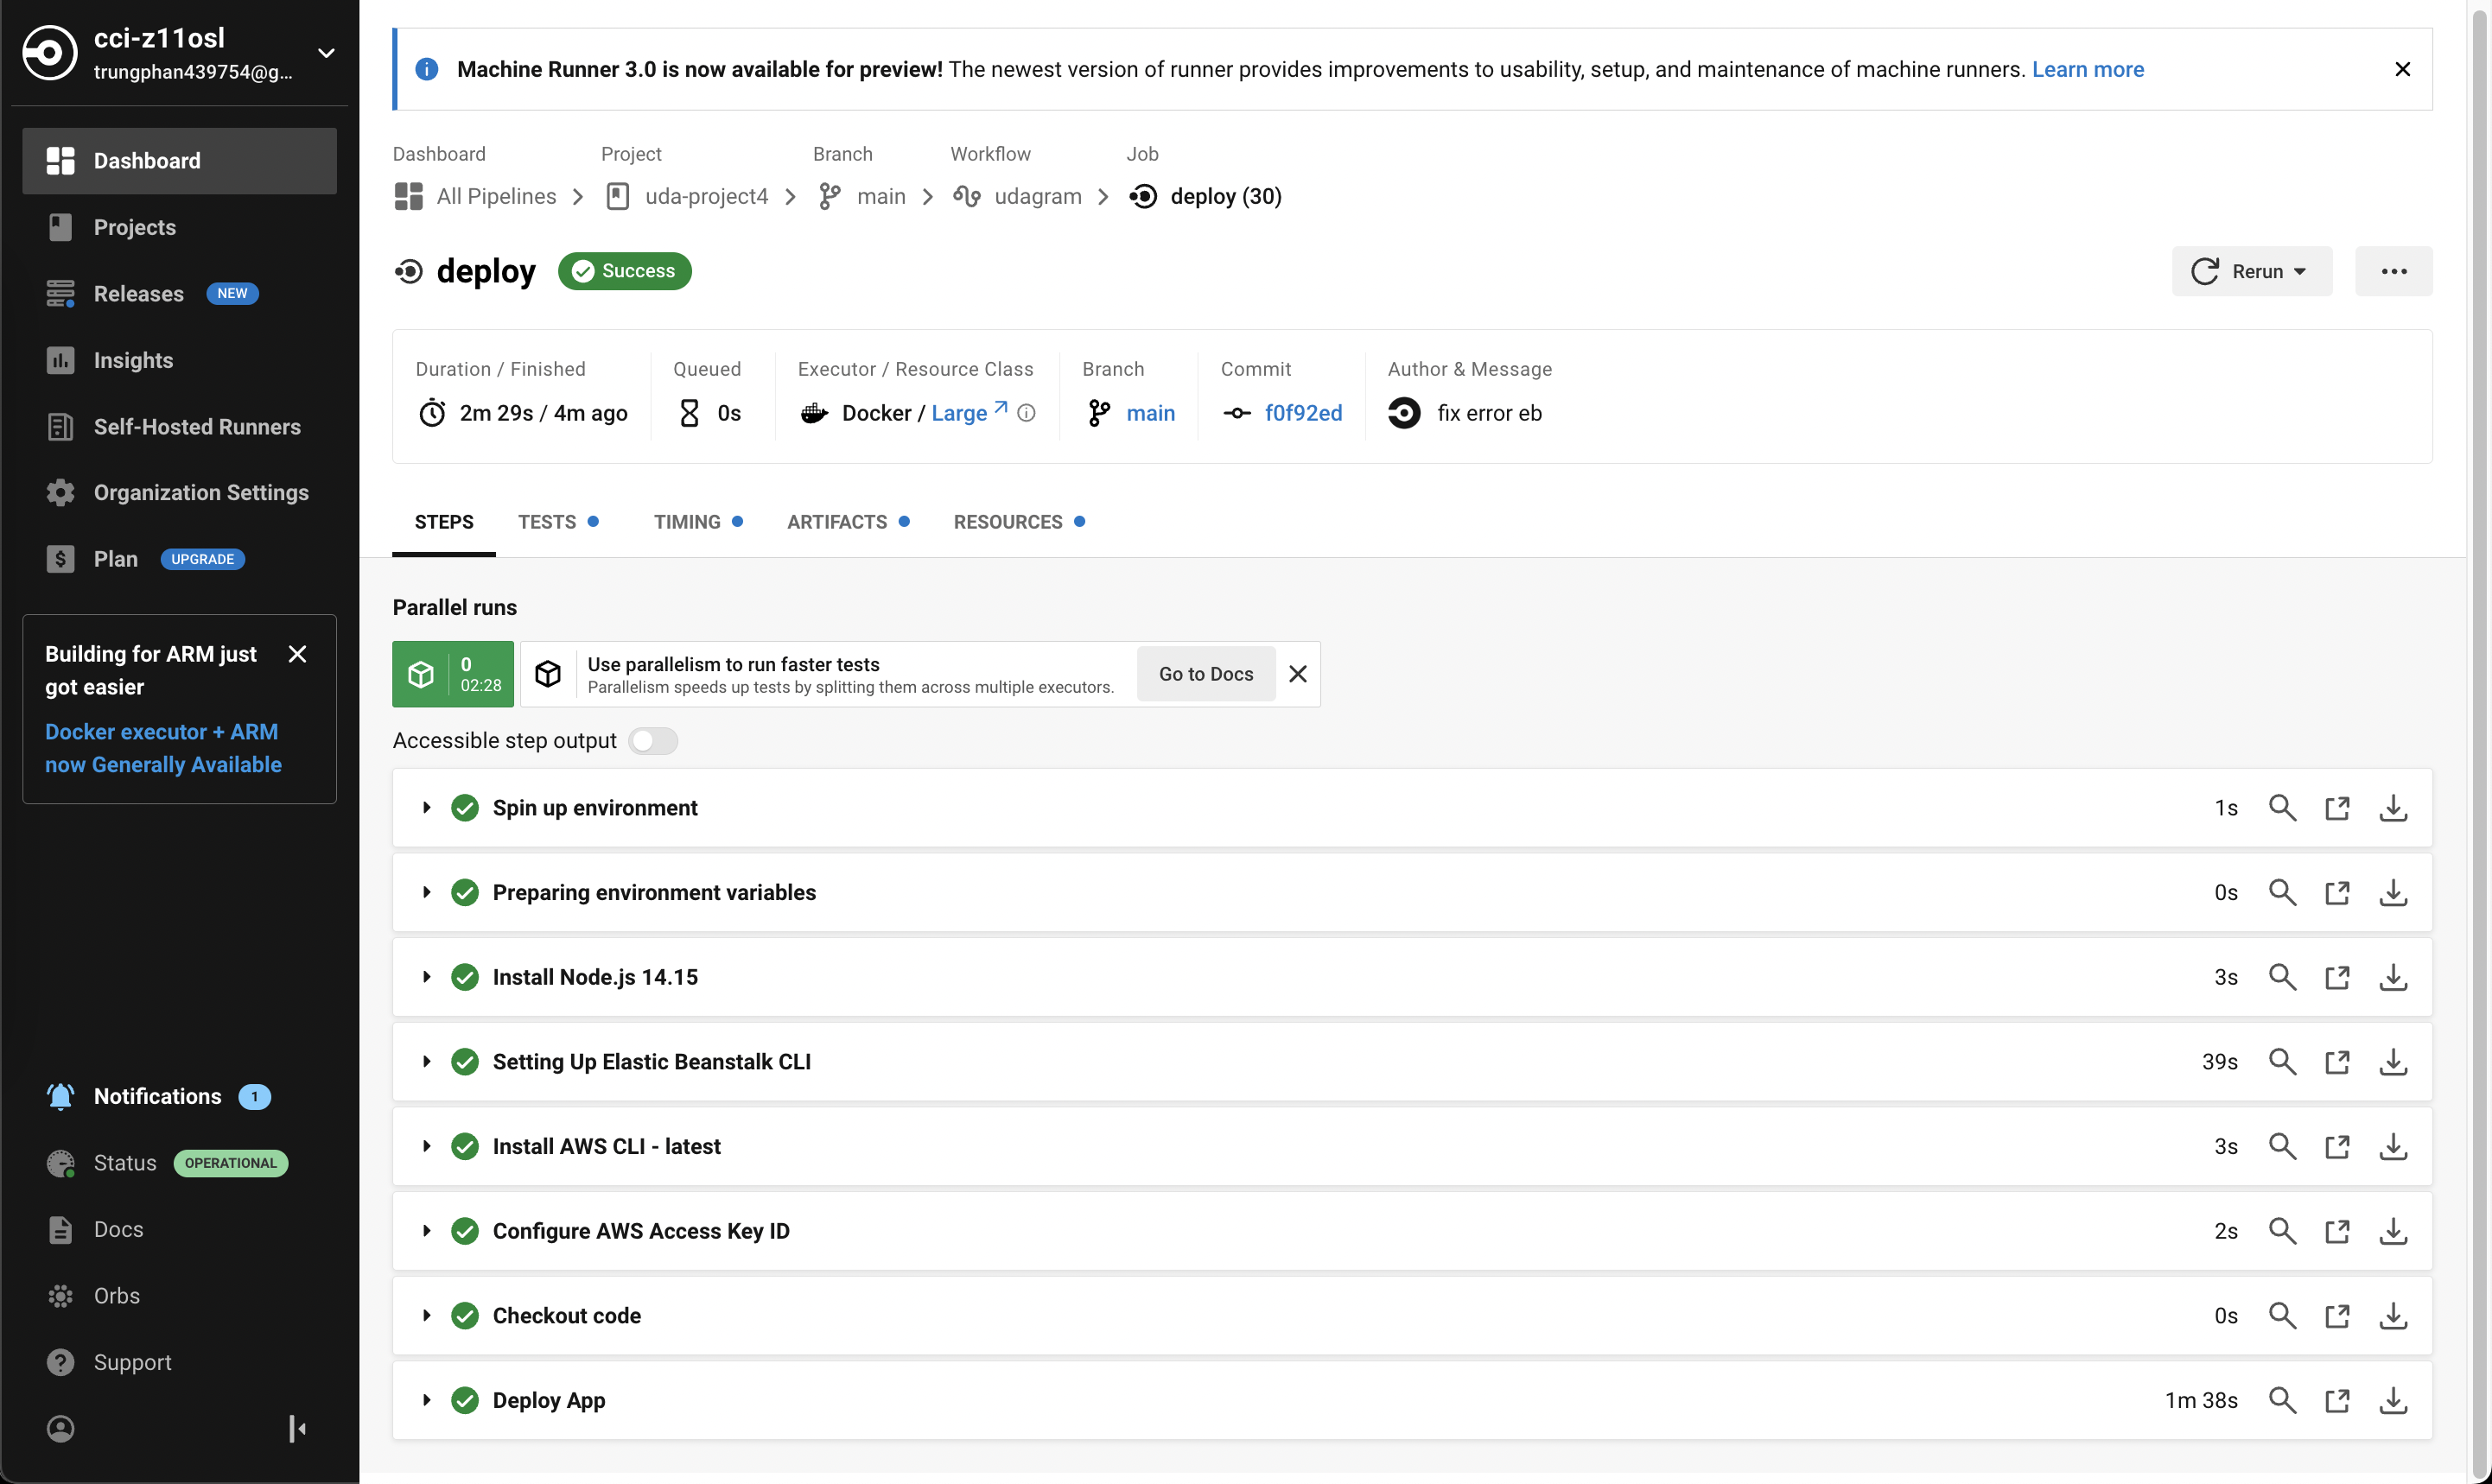 cci-z11osl
trungphan439754@g...
Dashboard
Projects
Releases NEW
Insights
Self-Hosted Runners
Organization Settings
Plan UPGRADE
Building for ARM just
got easier
Docker executor + ARM
now Generally Available
Notifications 1
Status OPERATIONAL
Docs
Orbs
Support
Machine Runner 3.0 is now available for preview! The newest version of runner provides improvements to usability, setup, and maintenance of machine runners. Learn more
Dashboard Project Branch Workflow Job
All Pipelines uda-project4 main udagram deploy (30)
deploy Success
Rerun
Duration / Finished Queued Executor / Resource Class Branch Commit Author & Message
2m 29s / 4m ago 0s Docker / Large main f0f92ed fix error eb
STEPS TESTS TIMING ARTIFACTS RESOURCES
Parallel runs
0
02:28
Use parallelism to run faster tests
Parallelism speeds up tests by splitting them across multiple executors.
Go to Docs
Accessible step output
Spin up environment 1s
Preparing environment variables 0s
Install Node.js 14.15 3s
Setting Up Elastic Beanstalk CLI 39s
Install AWS CLI - latest 3s
Configure AWS Access Key ID 2s
Checkout code 0s
Deploy App 1m 38s